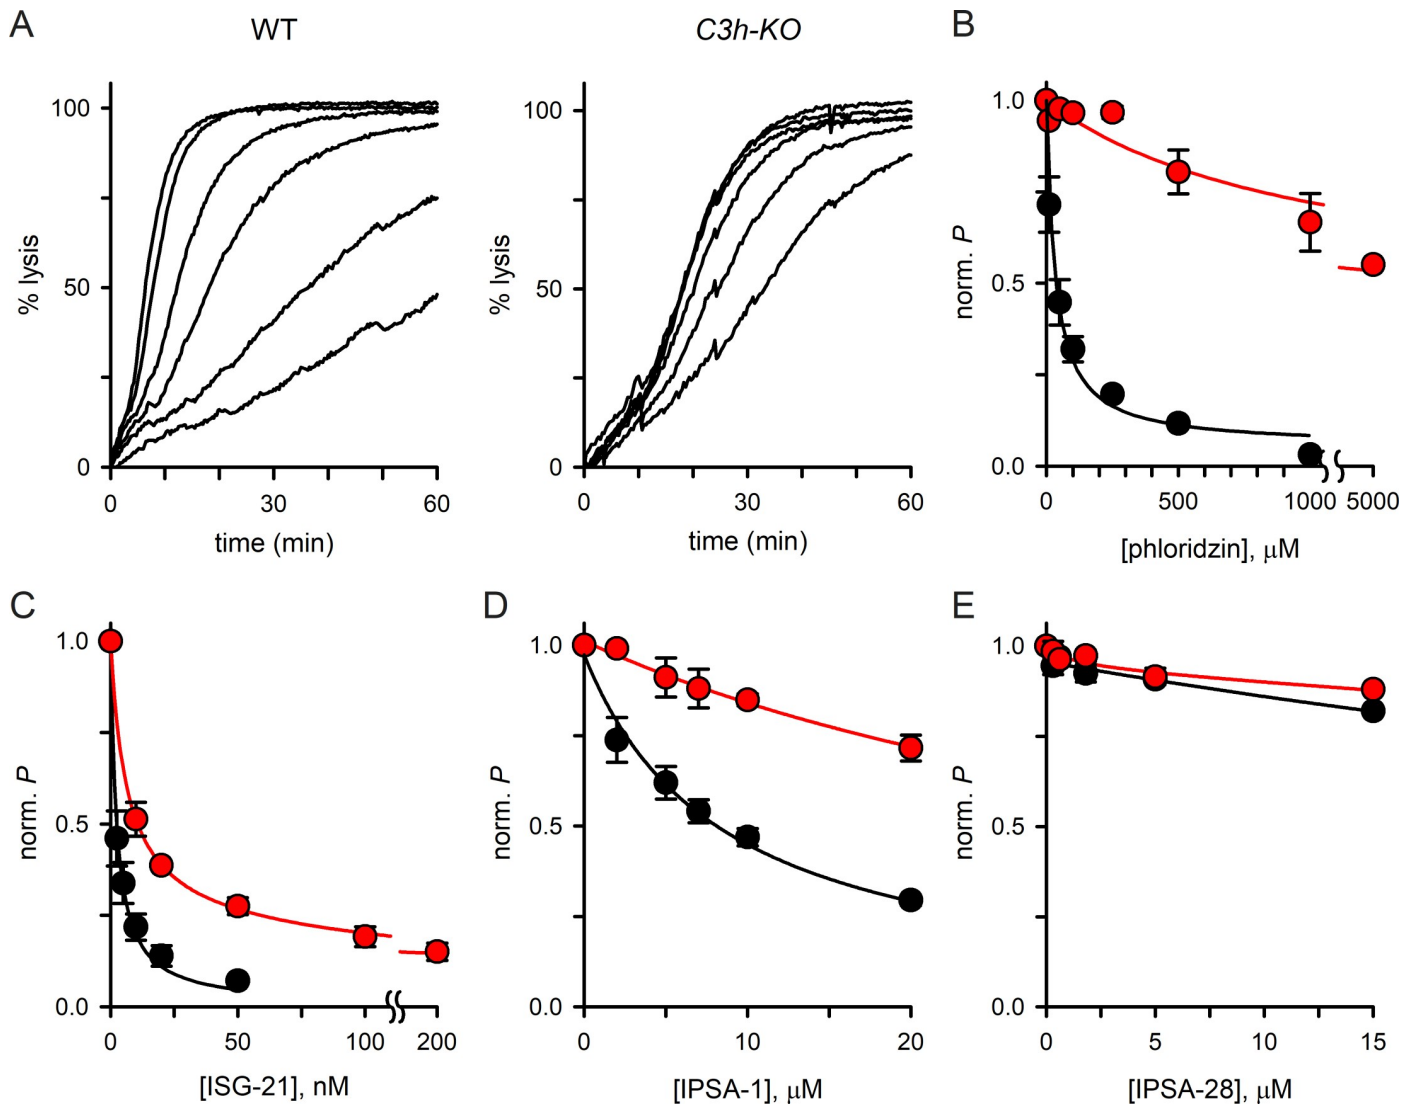 A
WT
C3h-KO
B
100
50
0
% lysis
0
30
60
time (min)
100
50
0
% lysis
0
30
60
time (min)
1.0
0.5
0.0
norm. P
0
500
1000
5000
[phloridzin], μM
C
D
E
1.0
0.5
0.0
norm. P
0
50
100
200
[ISG-21], nM
1.0
0.5
0.0
norm. P
0
10
20
[IPSA-1], μM
1.0
0.5
0.0
norm. P
0
5
10
15
[IPSA-28], μM